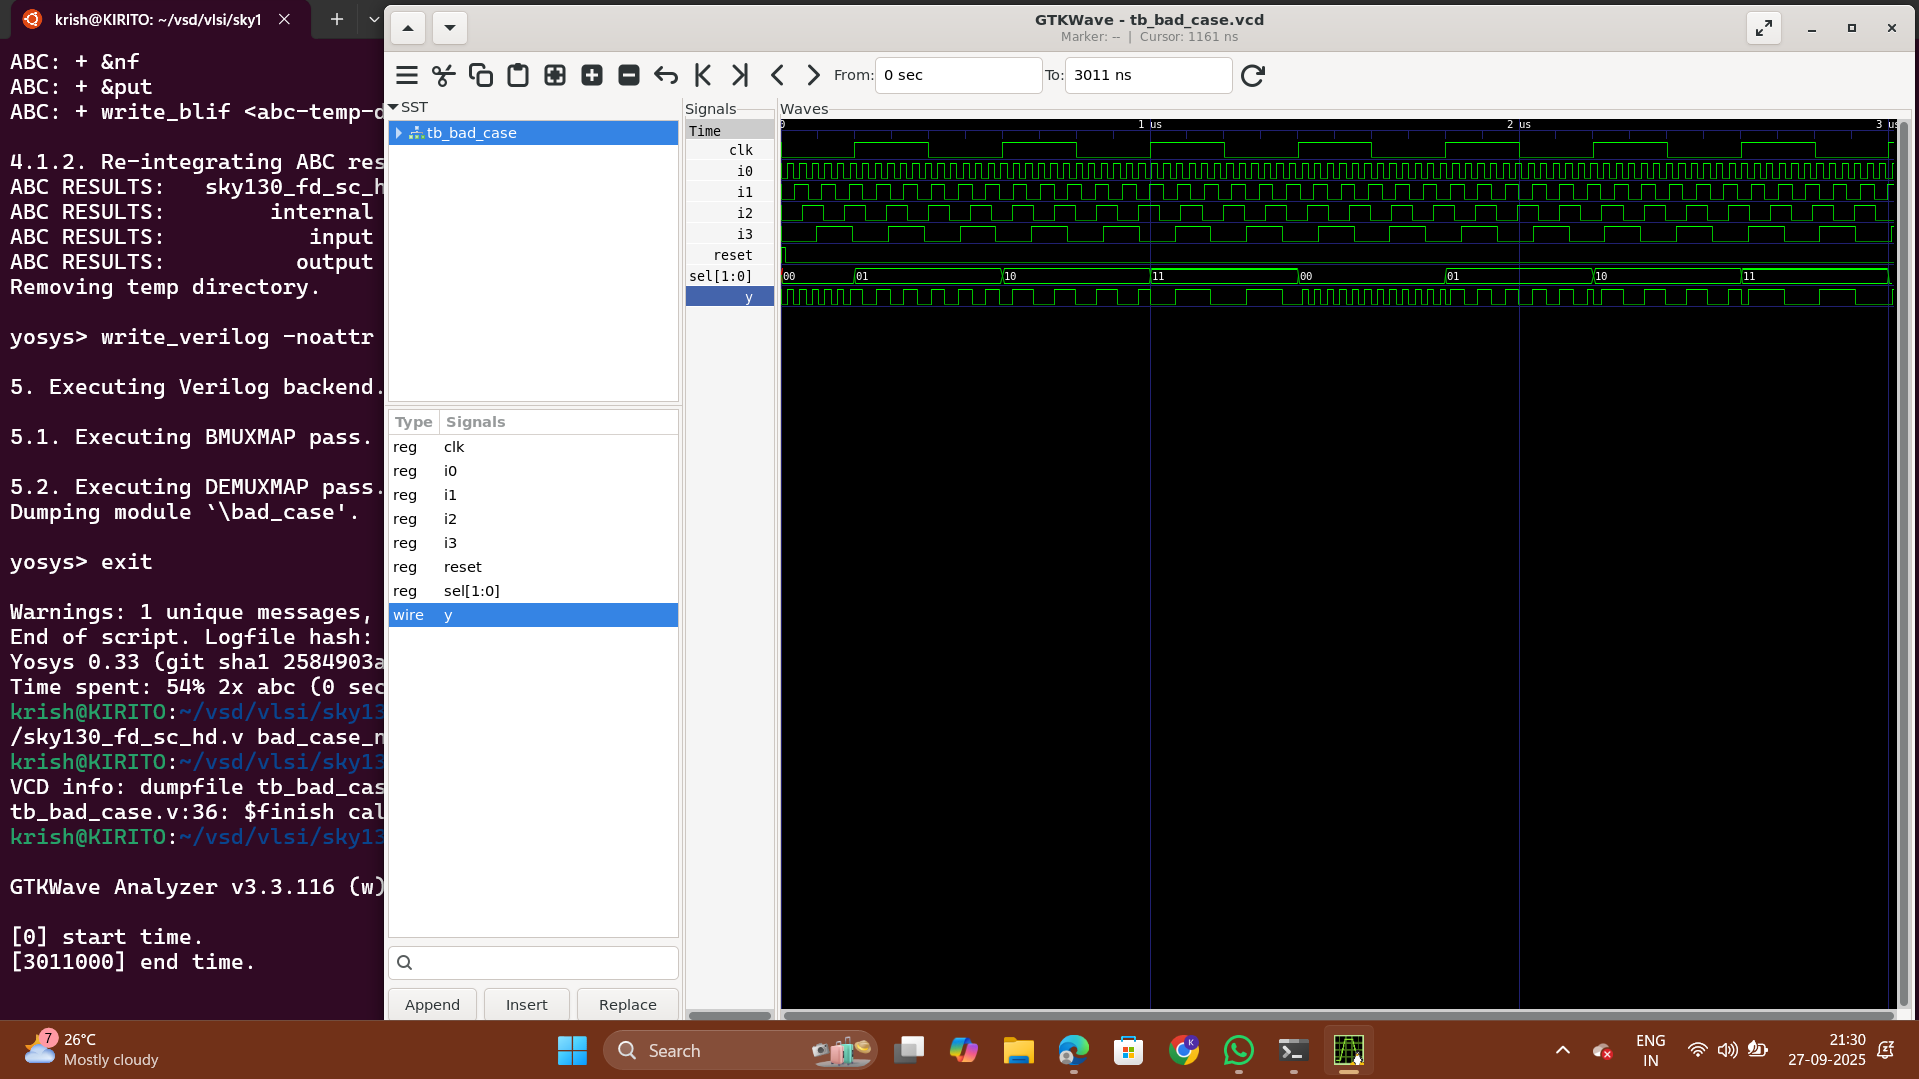 krish@KIRITO: ~/vsd/vlsi/sky1
ABC: + &nf
ABC: + &put
ABC: + write_blif <abc-temp-d
4.1.2. Re-integrating ABC res
ABC RESULTS:   sky130_fd_sc_h
ABC RESULTS:        internal
ABC RESULTS:           input
ABC RESULTS:          output
Removing temp directory.
yosys> write_verilog -noattr
5. Executing Verilog backend.
5.1. Executing BMUXMAP pass.
5.2. Executing DEMUXMAP pass.
Dumping module `\bad_case'.
yosys> exit
Warnings: 1 unique messages,
End of script. Logfile hash:
Yosys 0.33 (git sha1 2584903a
Time spent: 54% 2x abc (0 sec
krish@KIRITO:~/vsd/vlsi/sky13
/sky130_fd_sc_hd.v bad_case_n
krish@KIRITO:~/vsd/vlsi/sky13
VCD info: dumpfile tb_bad_cas
tb_bad_case.v:36: $finish cal
krish@KIRITO:~/vsd/vlsi/sky13
GTKWave Analyzer v3.3.116 (w)
[0] start time.
[3011000] end time.
GTKWave - tb_bad_case.vcd
Marker: -- | Cursor: 1161 ns
From: 0 sec To: 3011 ns
SST
tb_bad_case
Type Signals
reg clk
reg i0
reg i1
reg i2
reg i3
reg reset
reg sel[1:0]
wire y
Append Insert Replace
Signals
Time
clk
i0
i1
i2
i3
reset
sel[1:0]
y
Waves
0 1 us 2 us 3 us
00 01 10 11 00 01 10 11
7
26°C
Mostly cloudy
Search
K
ENG
IN
21:30
27-09-2025